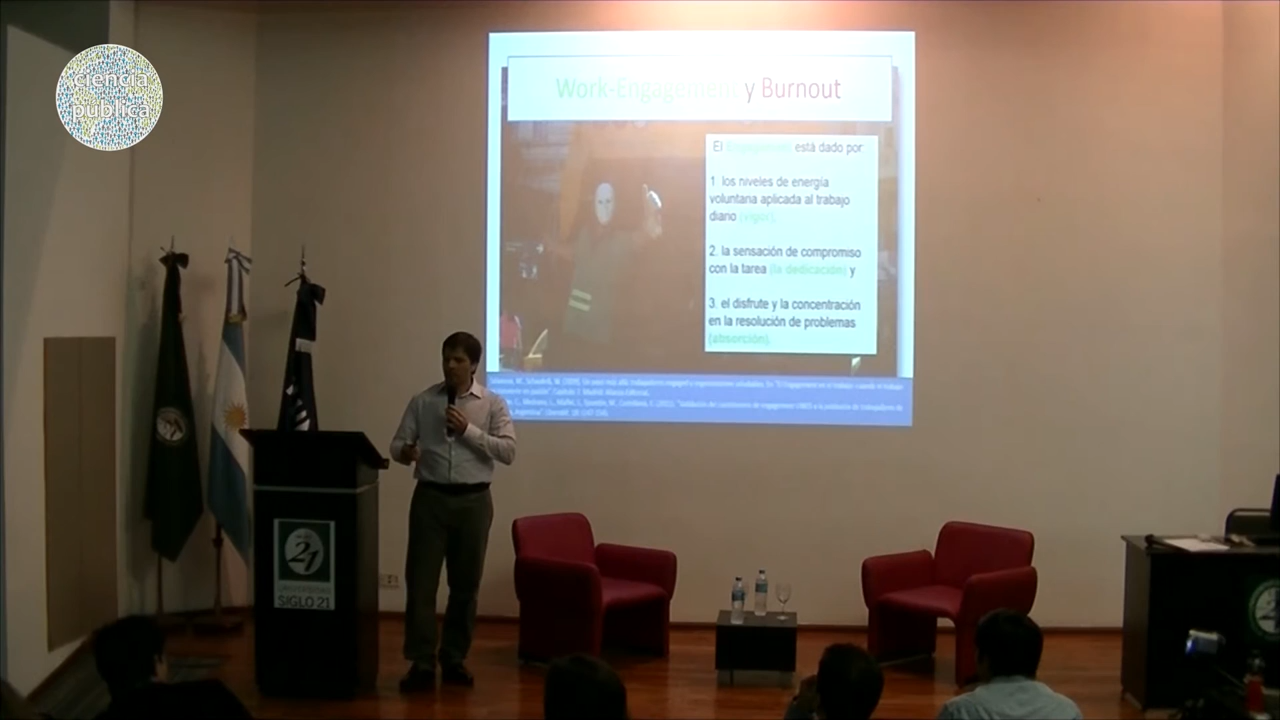 ciencia
pública
Work-Engagement y Burnout
El Engagement está dado por
1. los niveles de energía
voluntaria aplicada al trabajo
diario (vigor),
2. la sensación de compromiso
con la tarea (la dedicación) y
3. el disfrute y la concentración
en la resolución de problemas
(absorción).
21
UNIVERSIDAD
SIGLO 21